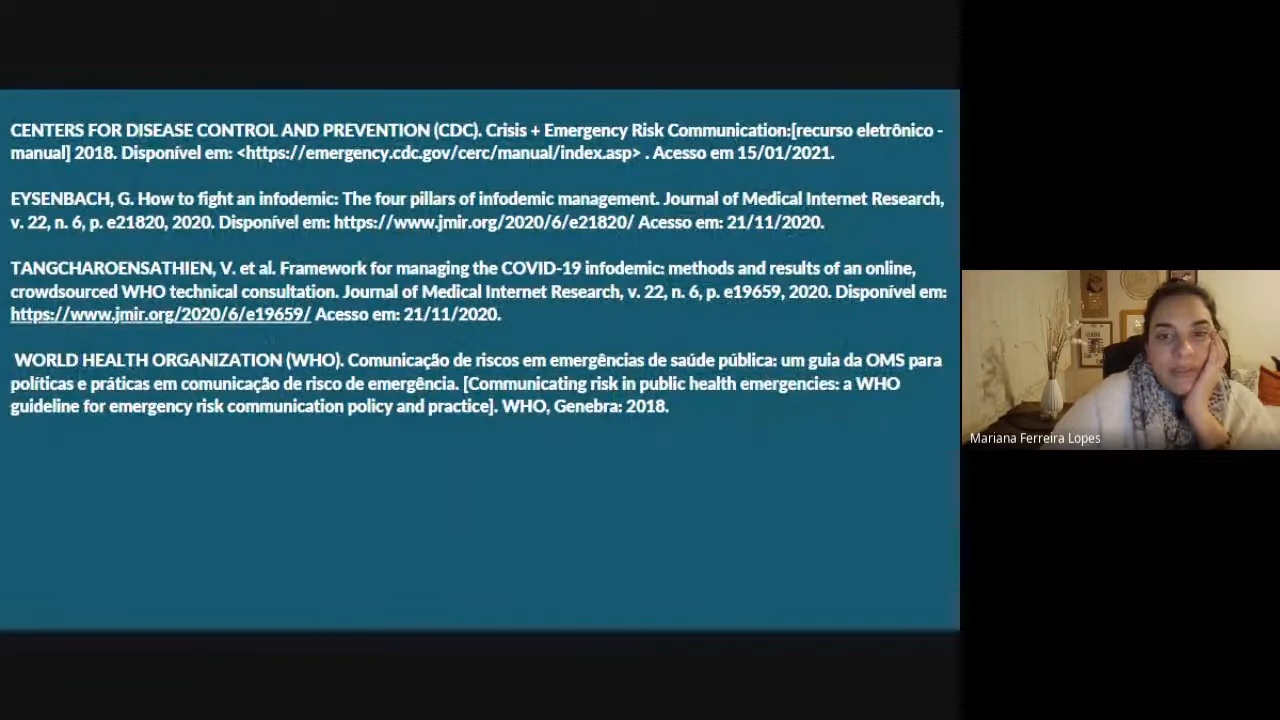 CENTERS FOR DISEASE CONTROL AND PREVENTION (CDC). Crisis + Emergency Risk Communication:[recurso eletrônico -
manual] 2018. Disponível em: <https://emergency.cdc.gov/cerc/manual/index.asp> . Acesso em 15/01/2021.
EYSENBACH, G. How to fight an infodemic: The four pillars of infodemic management. Journal of Medical Internet Research,
v. 22, n. 6, p. e21820, 2020. Disponível em: https://www.jmir.org/2020/6/e21820/ Acesso em: 21/11/2020.
TANGCHAROENSATHIEN, V. et al. Framework for managing the COVID-19 infodemic: methods and results of an online,
crowdsourced WHO technical consultation. Journal of Medical Internet Research, v. 22, n. 6, p. e19659, 2020. Disponível em:
https://www.jmir.org/2020/6/e19659/ Acesso em: 21/11/2020.
WORLD HEALTH ORGANIZATION (WHO). Comunicação de riscos em emergências de saúde pública: um guia da OMS para
políticas e práticas em comunicação de risco de emergência. [Communicating risk in public health emergencies: a WHO
guideline for emergency risk communication policy and practice]. WHO, Genebra: 2018.
Mariana Ferreira Lopes